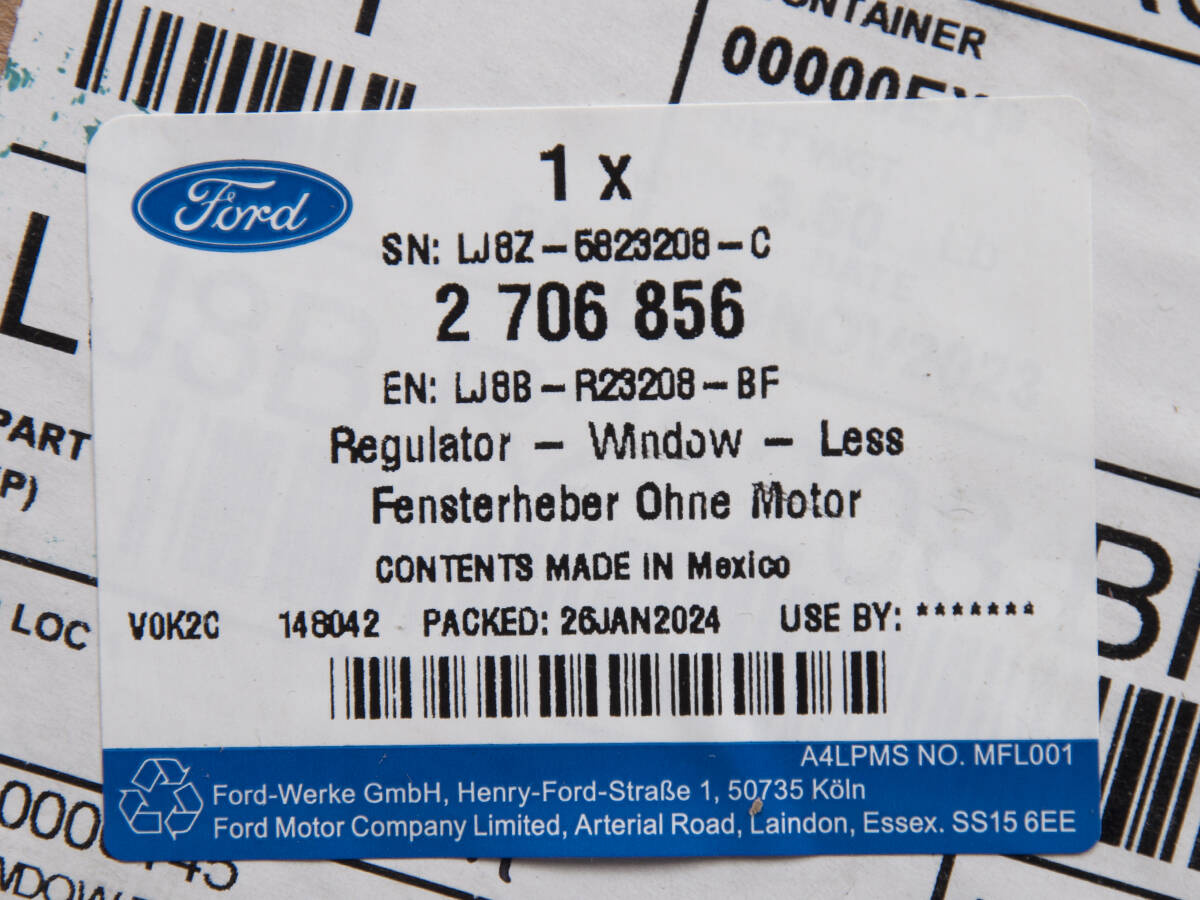 CONTAINER
00000EX
Ford
1 x
SN: LJ8Z-5823208-C
2 706 856
EN: LJ8B-R23208-BF
Regulator - Window - Less
Fensterheber Ohne Motor
CONTENTS MADE IN Mexico
V0K2C 148042 PACKED: 26JAN2024 USE BY: *******
A4LPMS NO. MFL001
Ford-Werke GmbH, Henry-Ford-Straße 1, 50735 Köln
Ford Motor Company Limited, Arterial Road, Laindon, Essex. SS15 6EE
L
PART
P)
LOC
B